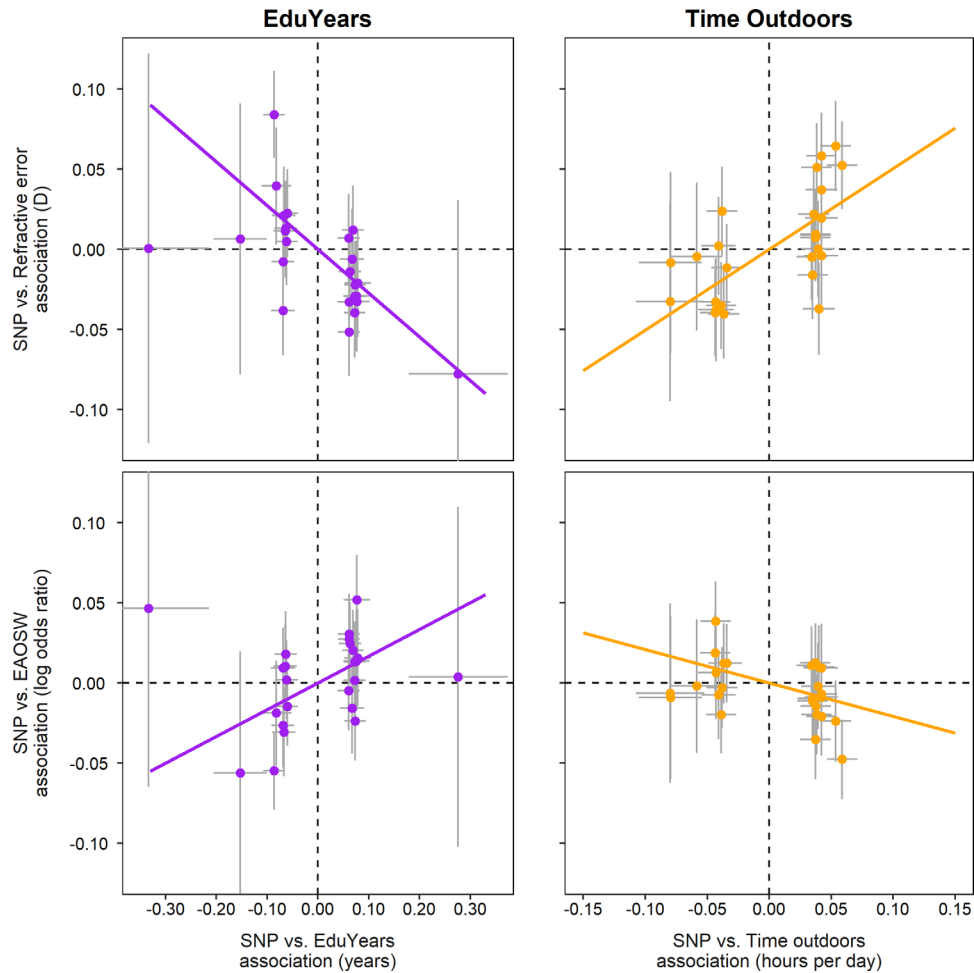 EduYears
Time Outdoors
SNP vs. Refractive error
association (D)
0.10
0.05
0.00
-0.05
-0.10
SNP vs. EAOSW
association (log odds ratio)
0.10
0.05
0.00
-0.05
-0.10
-0.30 -0.20 -0.10 0.00 0.10 0.20 0.30
-0.15 -0.10 -0.05 0.00 0.05 0.10 0.15
SNP vs. EduYears
association (years)
SNP vs. Time outdoors
association (hours per day)